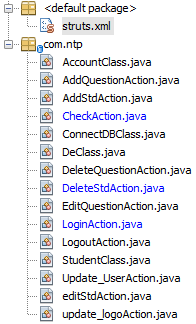 <default package>
struts.xml
com.ntp
AccountClass.java
AddQuestionAction.java
AddStdAction.java
CheckAction.java
ConnectDBClass.java
DeClass.java
DeleteQuestionAction.java
DeleteStdAction.java
EditQuestionAction.java
LoginAction.java
LogoutAction.java
StudentClass.java
Update_UserAction.java
editStdAction.java
update_logoAction.java